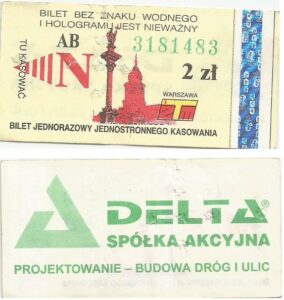 BILET BEZ ZNAKU WODNEGO
I HOLOGRAMU JEST NIEWAŻNY
TU KASOWAĆ
AB
3181483
N
2 zł
WARSZAWA
ZTM
BILET JEDNORAZOWY JEDNOSTRONNEGO KASOWANIA
DELTA®
SPÓŁKA AKCYJNA
PROJEKTOWANIE – BUDOWA DRÓG I ULIC